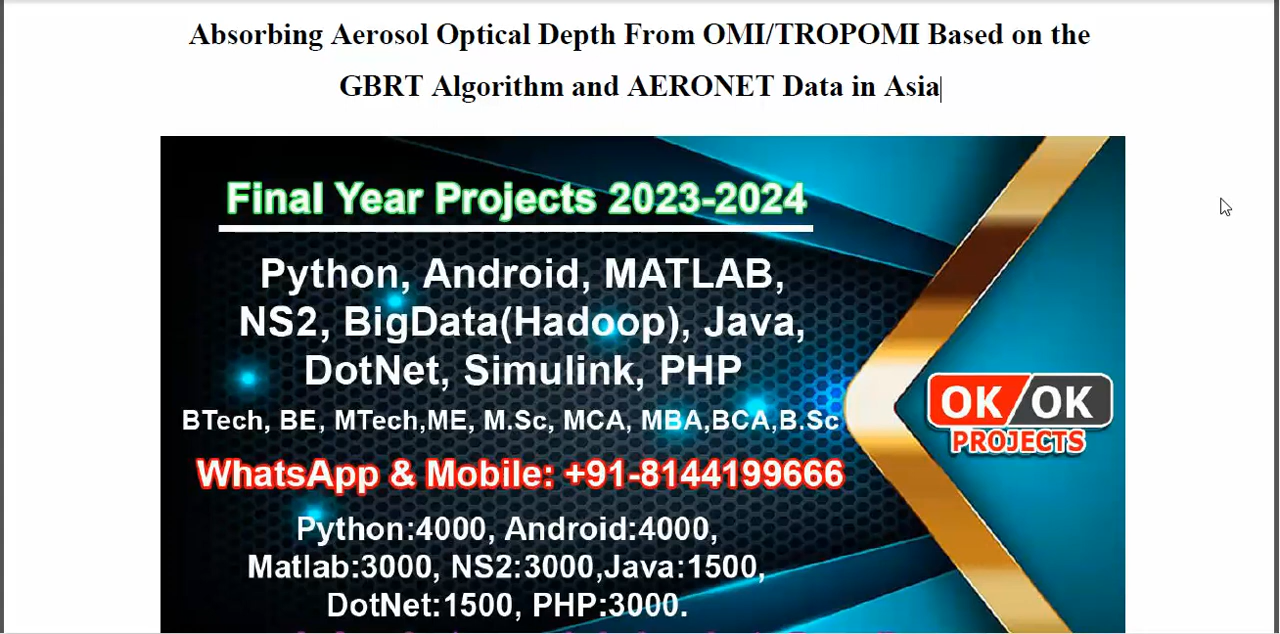 Absorbing Aerosol Optical Depth From OMI/TROPOMI Based on the
GBRT Algorithm and AERONET Data in Asia
Final Year Projects 2023-2024
Python, Android, MATLAB,
NS2, BigData(Hadoop), Java,
DotNet, Simulink, PHP
BTech, BE, MTech,ME, M.Sc, MCA, MBA,BCA,B.Sc
OK/OK
PROJECTS
WhatsApp & Mobile: +91-8144199666
Python:4000, Android:4000,
Matlab:3000, NS2:3000,Java:1500,
DotNet:1500, PHP:3000.